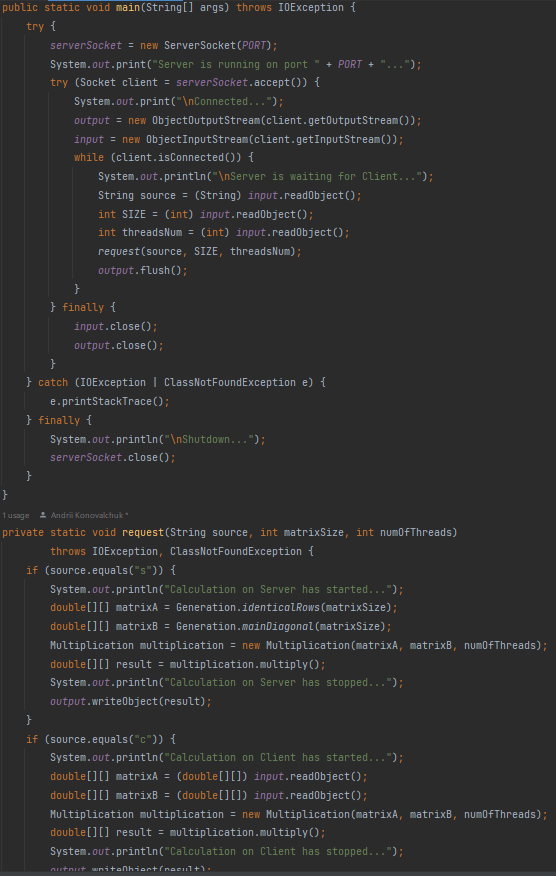 public static void main(String[] args) throws IOException {
    try {
        serverSocket = new ServerSocket(PORT);
        System.out.print("Server is running on port " + PORT + "...");
        try (Socket client = serverSocket.accept()) {
            System.out.print("\nConnected...");
            output = new ObjectOutputStream(client.getOutputStream());
            input = new ObjectInputStream(client.getInputStream());
            while (client.isConnected()) {
                System.out.println("\nServer is waiting for Client...");
                String source = (String) input.readObject();
                int SIZE = (int) input.readObject();
                int threadsNum = (int) input.readObject();
                request(source, SIZE, threadsNum);
                output.flush();
            }
        } finally {
            input.close();
            output.close();
        }
    } catch (IOException | ClassNotFoundException e) {
        e.printStackTrace();
    } finally {
        System.out.println("\nShutdown...");
        serverSocket.close();
    }
}
1 usage Andrii Konovalchuk *
private static void request(String source, int matrixSize, int numOfThreads)
        throws IOException, ClassNotFoundException {
    if (source.equals("s")) {
        System.out.println("Calculation on Server has started...");
        double[][] matrixA = Generation.identicalRows(matrixSize);
        double[][] matrixB = Generation.mainDiagonal(matrixSize);
        Multiplication multiplication = new Multiplication(matrixA, matrixB, numOfThreads);
        double[][] result = multiplication.multiply();
        System.out.println("Calculation on Server has stopped...");
        output.writeObject(result);
    }
    if (source.equals("c")) {
        System.out.println("Calculation on Client has started...");
        double[][] matrixA = (double[][]) input.readObject();
        double[][] matrixB = (double[][]) input.readObject();
        Multiplication multiplication = new Multiplication(matrixA, matrixB, numOfThreads);
        double[][] result = multiplication.multiply();
        System.out.println("Calculation on Client has stopped...");
        output.writeObject(result);